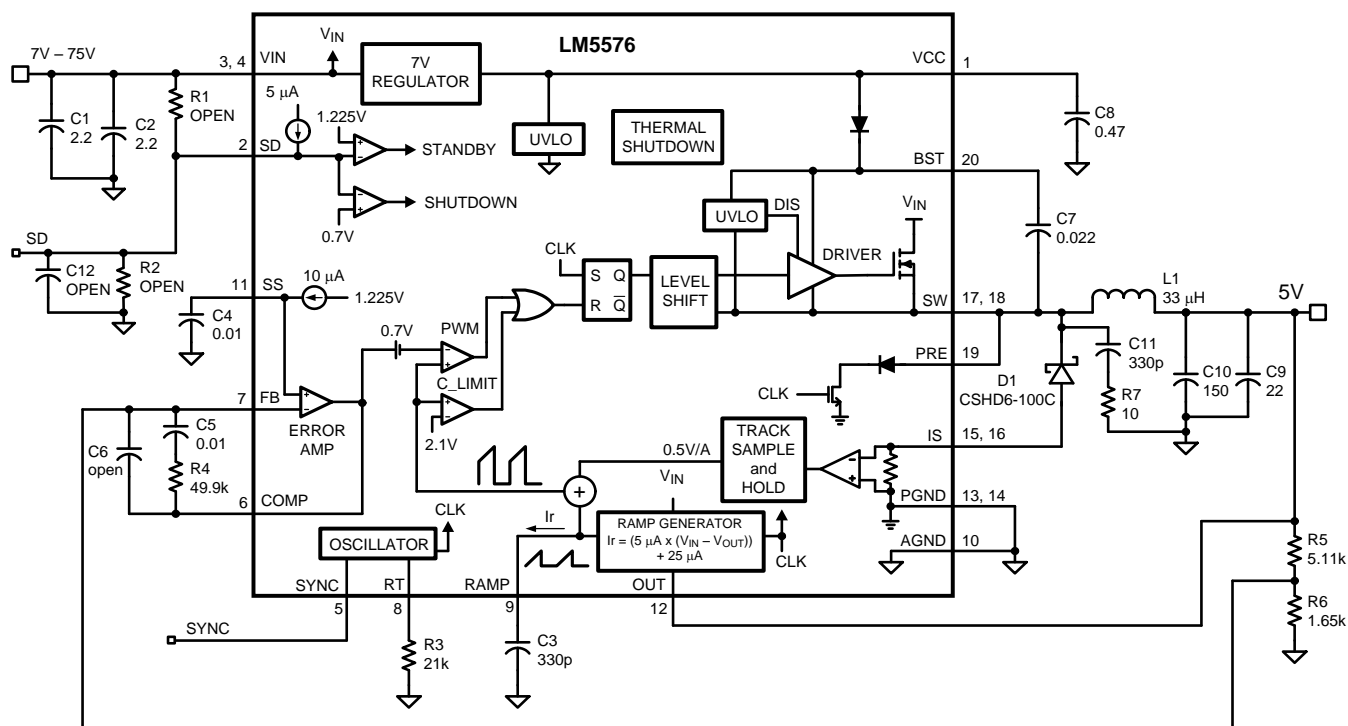 LM5576
7V – 75V
3, 4
VIN
VIN
7V
REGULATOR
VCC
1
R1
OPEN
C1
2.2
C2
2.2
5 µA
1.225V
2
SD
STANDBY
SHUTDOWN
0.7V
UVLO
THERMAL
SHUTDOWN
C8
0.47
BST
20
UVLO
DIS
VIN
C7
0.022
SD
C12
OPEN
R2
OPEN
CLK
S
Q
R
Q
LEVEL
SHIFT
DRIVER
11
SS
10 µA
1.225V
C4
0.01
SW
17, 18
L1
33 µH
5V
0.7V
PWM
C_LIMIT
2.1V
PRE
19
CLK
D1
CSHD6-100C
C11
330p
R7
10
C10
150
C9
22
7
FB
ERROR
AMP
C5
0.01
C6
open
R4
49.9k
6
COMP
IS
15, 16
0.5V/A
TRACK
SAMPLE
and
HOLD
VIN
+
PGND
13, 14
AGND
10
CLK
OSCILLATOR
Ir
RAMP GENERATOR
Ir = (5 µA x (VIN – VOUT))
+ 25 µA
CLK
R5
5.11k
R6
1.65k
SYNC
5
RT
8
RAMP
9
OUT
12
SYNC
R3
21k
C3
330p